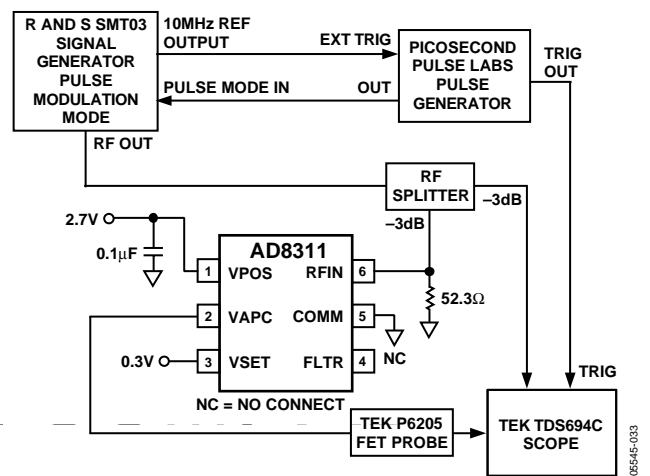 R AND S SMT03
SIGNAL
GENERATOR
PULSE
MODULATION
MODE
10MHz REF
OUTPUT
EXT TRIG
PULSE MODE IN
OUT
PICOSECOND
PULSE LABS
PULSE
GENERATOR
TRIG
OUT
RF OUT
RF
SPLITTER
–3dB
–3dB
2.7V
0.1µF
AD8311
1
VPOS
RFIN
6
52.3Ω
2
VAPC
COMM
5
0.3V
3
VSET
FLTR
4
NC
NC = NO CONNECT
TRIG
TEK P6205
FET PROBE
TEK TDS694C
SCOPE
05545-033